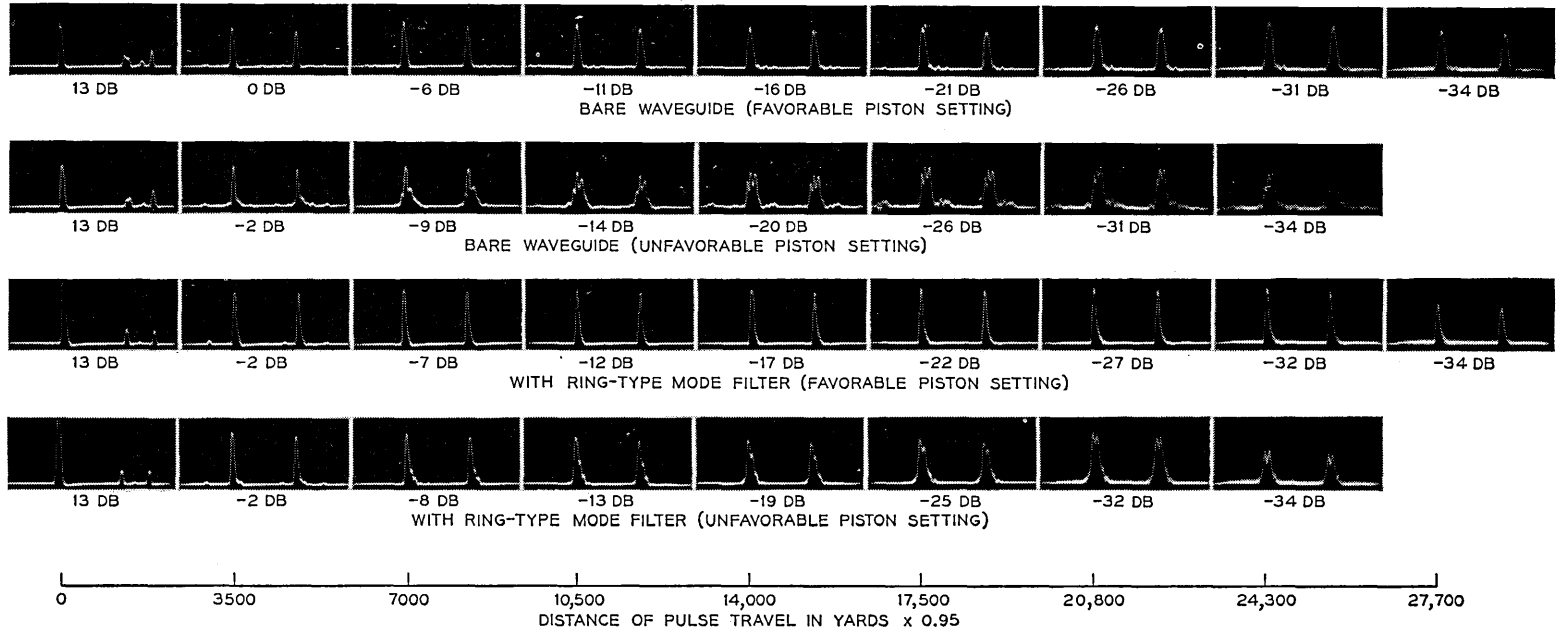 13 DB 0 DB -6 DB -11 DB -16 DB -21 DB -26 DB -31 DB -34 DB
BARE WAVEGUIDE (FAVORABLE PISTON SETTING)
13 DB -2 DB -9 DB -14 DB -20 DB -26 DB -31 DB -34 DB
BARE WAVEGUIDE (UNFAVORABLE PISTON SETTING)
13 DB -2 DB -7 DB -12 DB -17 DB -22 DB -27 DB -32 DB -34 DB
WITH RING-TYPE MODE FILTER (FAVORABLE PISTON SETTING)
13 DB -2 DB -8 DB -13 DB -19 DB -25 DB -32 DB -34 DB
WITH RING-TYPE MODE FILTER (UNFAVORABLE PISTON SETTING)
0 3500 7000 10,500 14,000 17,500 20,800 24,300 27,700
DISTANCE OF PULSE TRAVEL IN YARDS x 0.95